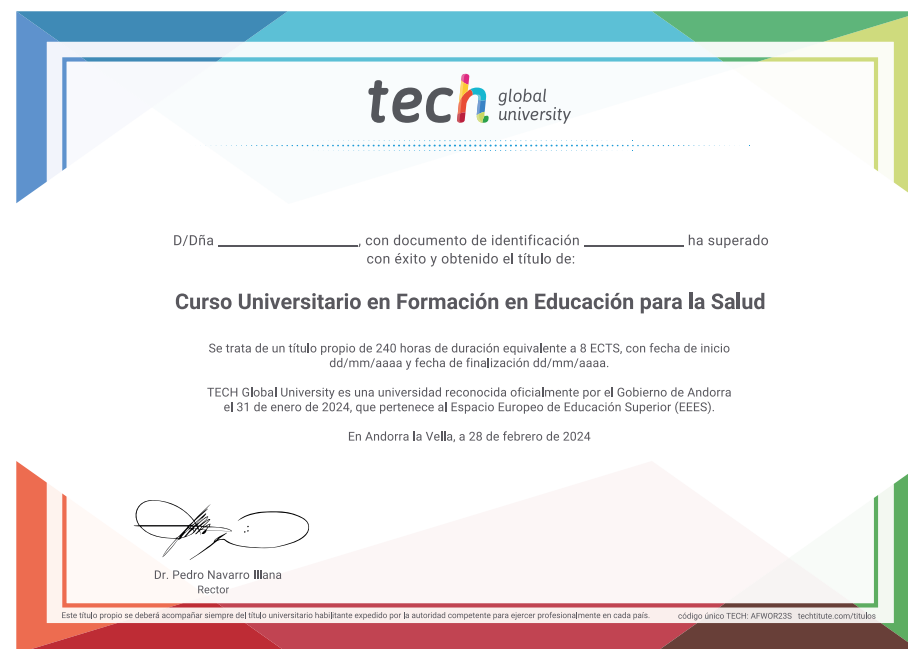 tech global university
D/Dña ____________________, con documento de identificación ______________ ha superado
con éxito y obtenido el título de:
Curso Universitario en Formación en Educación para la Salud
Se trata de un título propio de 240 horas de duración equivalente a 8 ECTS, con fecha de inicio
dd/mm/aaaa y fecha de finalización dd/mm/aaaa.
TECH Global University es una universidad reconocida oficialmente por el Gobierno de Andorra
el 31 de enero de 2024, que pertenece al Espacio Europeo de Educación Superior (EEES).
En Andorra la Vella, a 28 de febrero de 2024
Dr. Pedro Navarro Illana
Rector
Este título propio se deberá acompañar siempre del título universitario habilitante expedido por la autoridad competente para ejercer profesionalmente en cada país. código único TECH: AFWOR23S techtitute.com/titulos